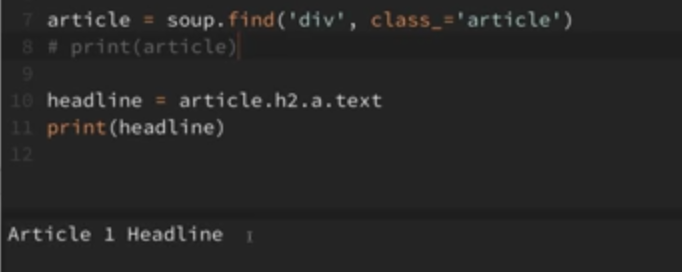 7 article = soup.find('div', class_='article')
8 # print(article)
9
10 headline = article.h2.a.text
11 print(headline)
12
Article 1 Headline